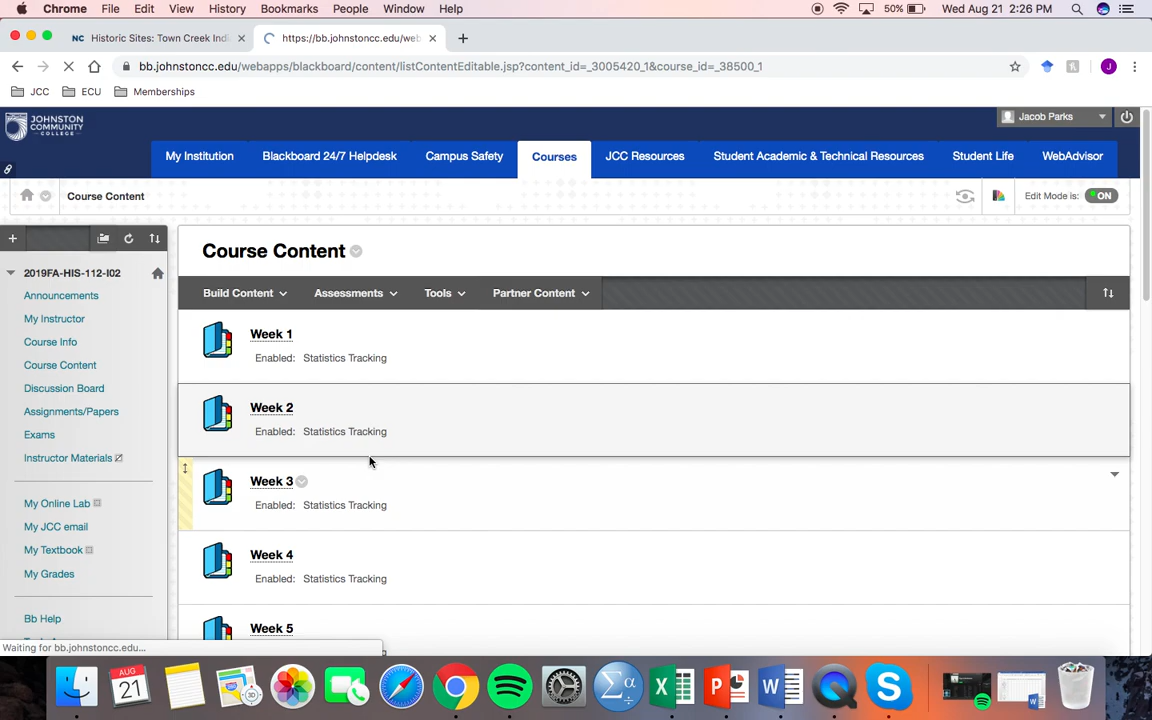 Chrome File Edit View History Bookmarks People Window Help 50% Wed Aug 21 2:26 PM
NC Historic Sites: Town Creek Indi × https://bb.johnstoncc.edu/web × +
bb.johnstoncc.edu/webapps/blackboard/content/listContentEditable.jsp?content_id=_3005420_1&course_id=_38500_1 J
JCC ECU Memberships
JOHNSTON
COMMUNITY
COLLEGE
Jacob Parks
My Institution Blackboard 24/7 Helpdesk Campus Safety Courses JCC Resources Student Academic & Technical Resources Student Life WebAdvisor
Course Content Edit Mode is: ON
2019FA-HIS-112-I02
Announcements
My Instructor
Course Info
Course Content
Discussion Board
Assignments/Papers
Exams
Instructor Materials
My Online Lab
My JCC email
My Textbook
My Grades
Bb Help
Course Content
Build Content Assessments Tools Partner Content
Week 1
Enabled: Statistics Tracking
Week 2
Enabled: Statistics Tracking
Week 3
Enabled: Statistics Tracking
Week 4
Enabled: Statistics Tracking
Week 5
Waiting for bb.johnstoncc.edu...
AUG
21
3D
Σα
X P W S